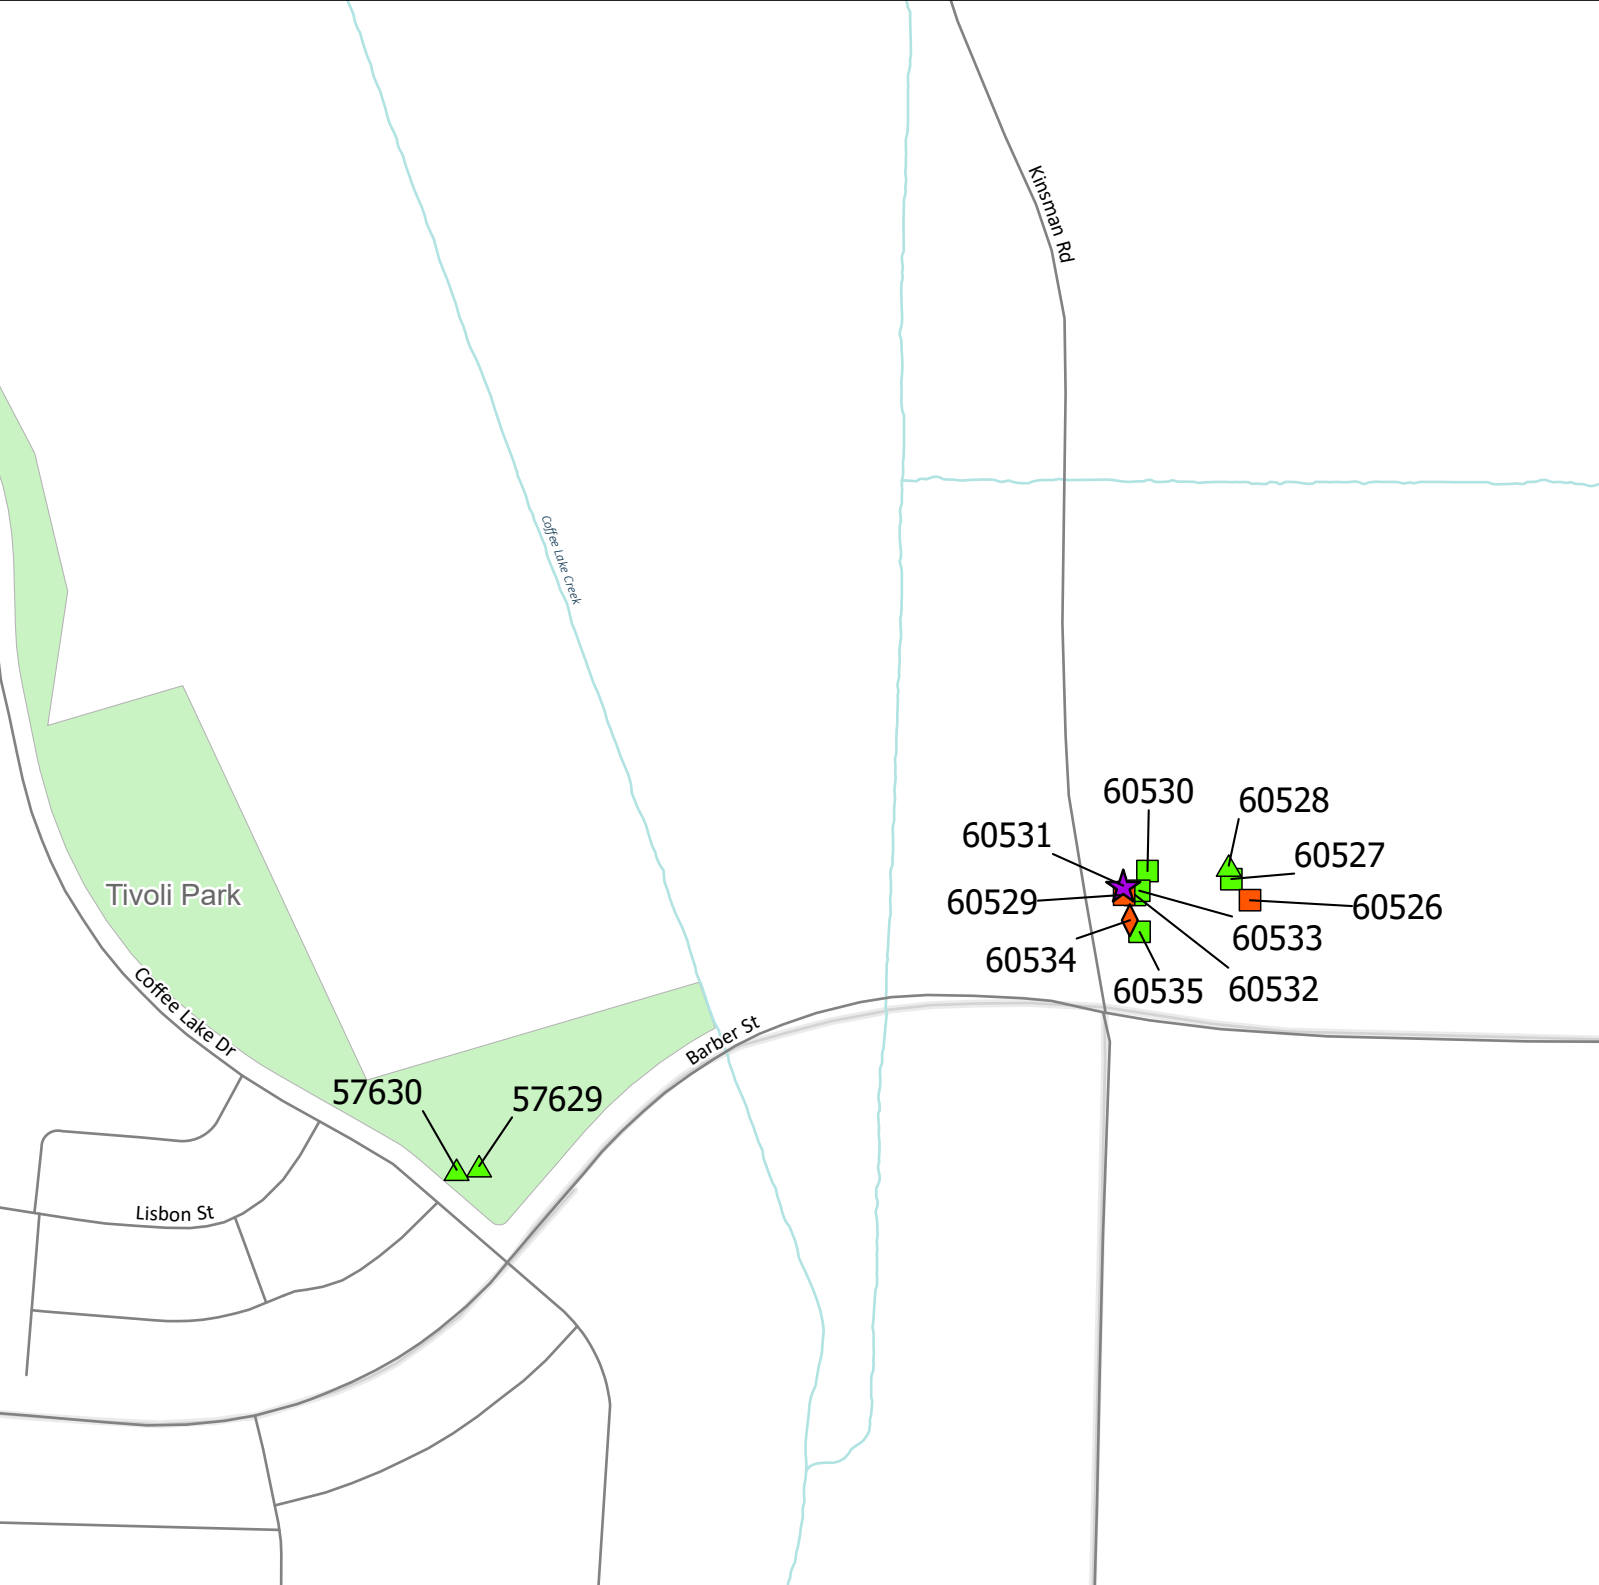 Kinsman Rd
Coffee Lake Creek
60530
60528
60531
60527
Tivoli Park
60529
60526
60533
60534
60535
60532
Coffee Lake Dr
Barber St
57630
57629
Lisbon St